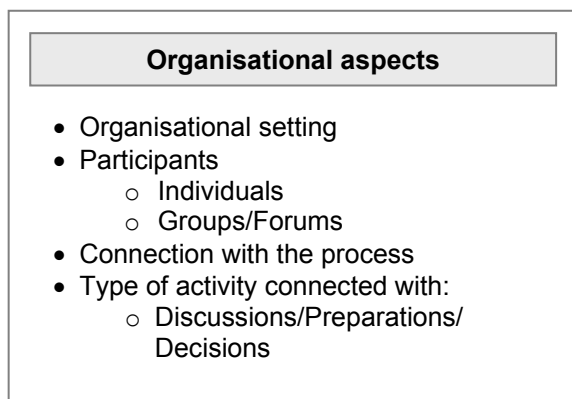 Organisational aspects
• Organisational setting
• Participants
o Individuals
o Groups/Forums
• Connection with the process
• Type of activity connected with:
o Discussions/Preparations/
Decisions